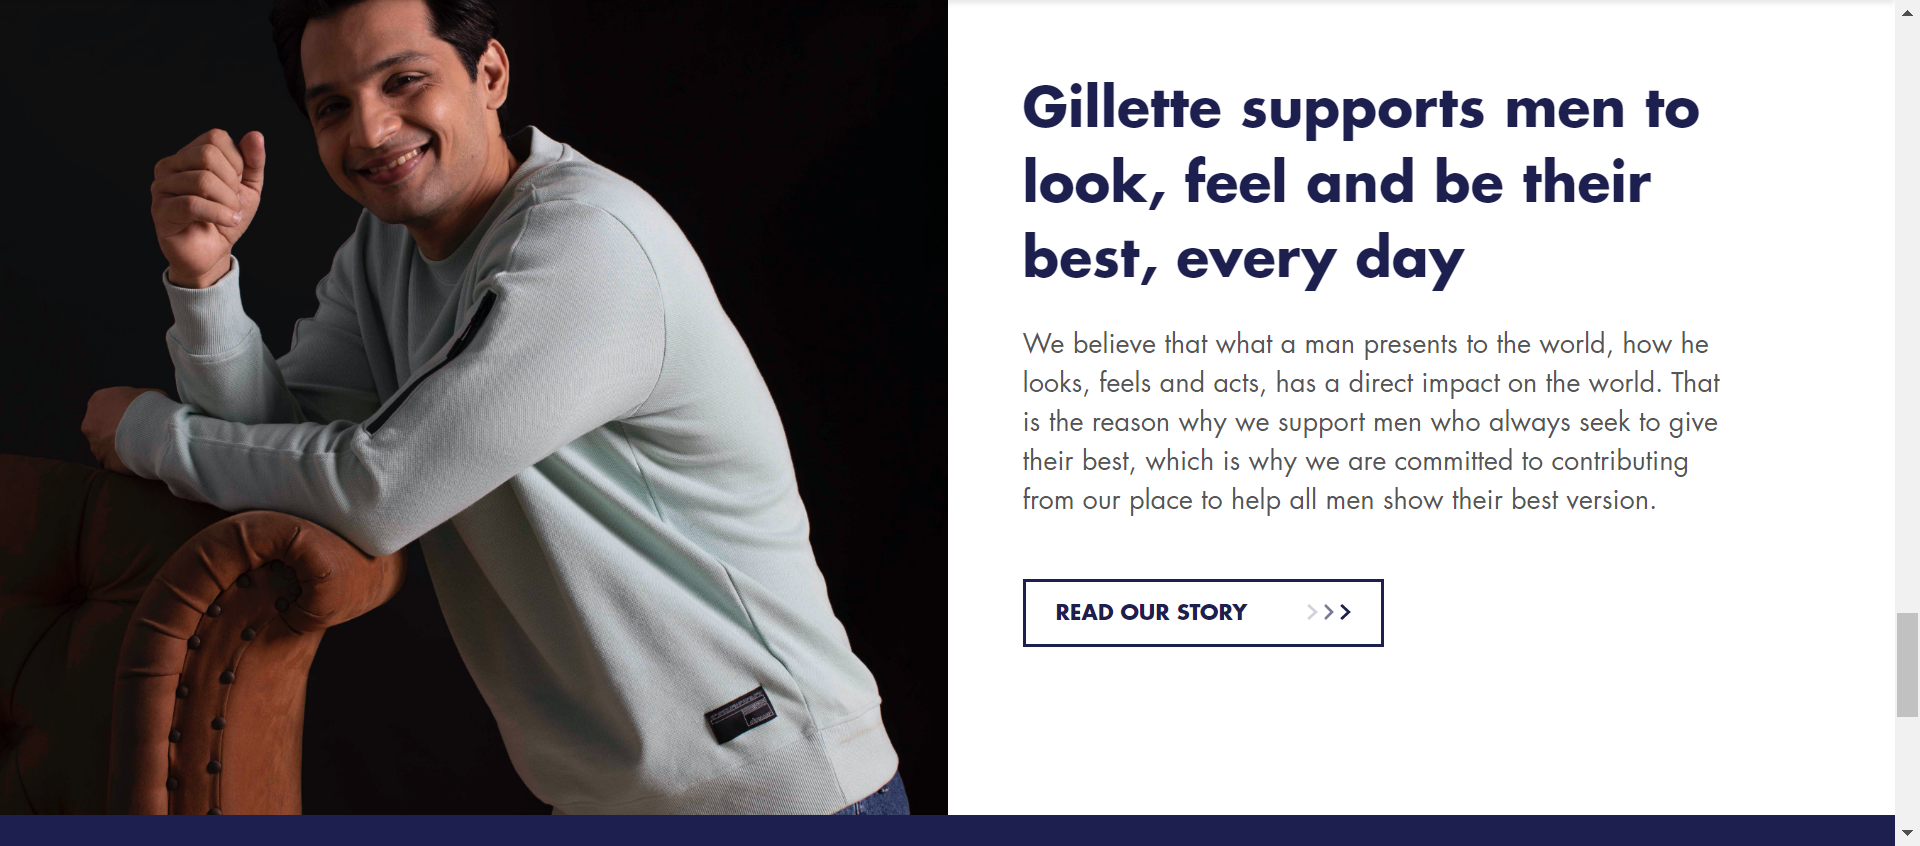 Gillette supports men to
look, feel and be their
best, every day
We believe that what a man presents to the world, how he
looks, feels and acts, has a direct impact on the world. That
is the reason why we support men who always seek to give
their best, which is why we are committed to contributing
from our place to help all men show their best version.
READ OUR STORY